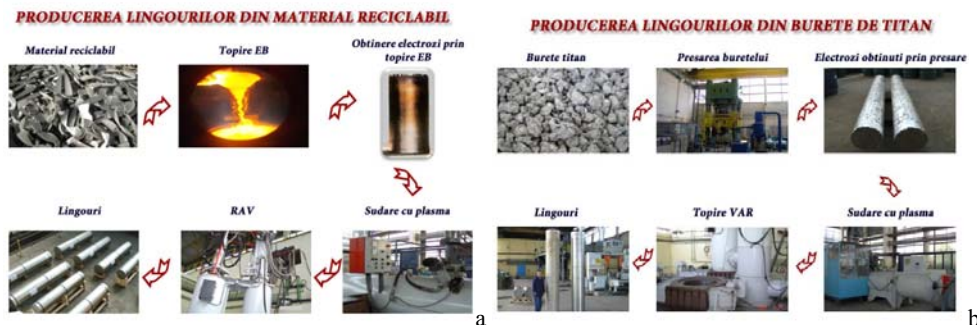 PRODUCEREA LINGOURILOR DIN MATERIAL RECICLABIL
Material reciclabil
Topire EB
Obtinere electrozi prin
topire EB
Lingouri
RAV
Sudare cu plasma
a
PRODUCEREA LINGOURILOR DIN BURETE DE TITAN
Burete titan
Presarea buretelui
Electrozi obtinuti prin presare
Lingouri
Topire VAR
Sudare cu plasma
b